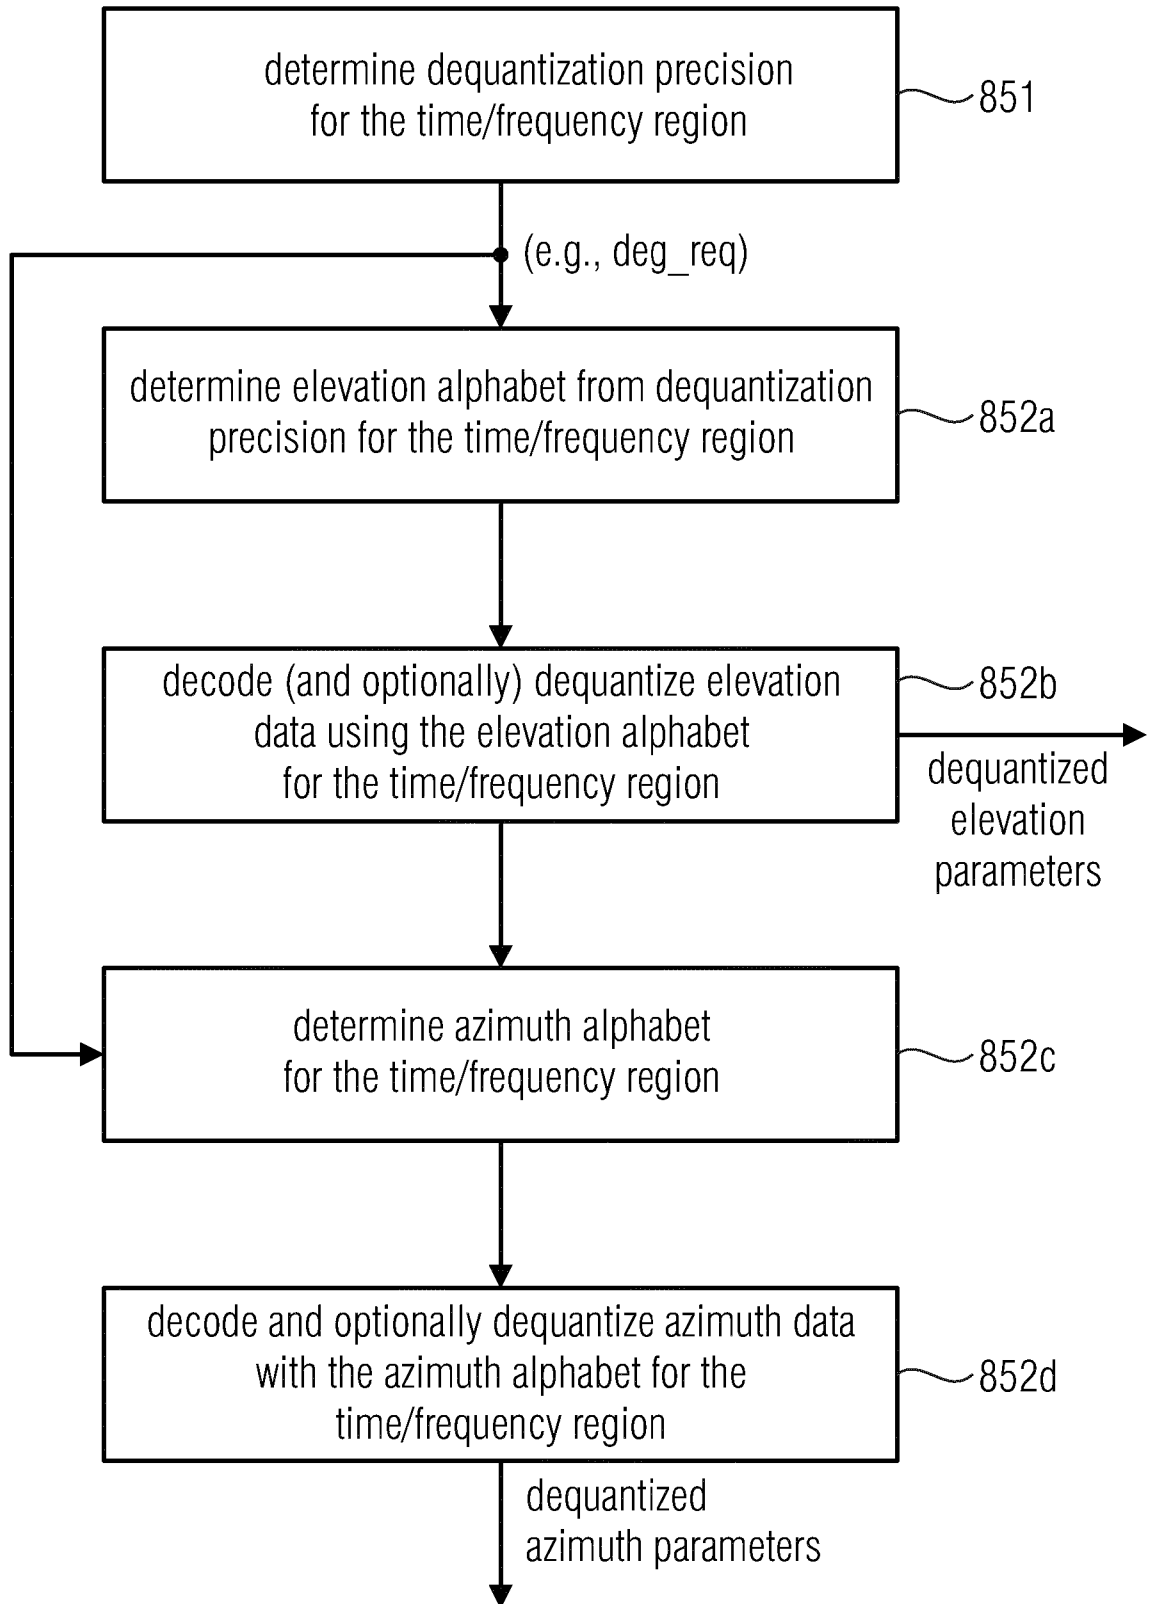 determine dequantization precision
for the time/frequency region
851
(e.g., deg_req)
determine elevation alphabet from dequantization
precision for the time/frequency region
852a
decode (and optionally) dequantize elevation
data using the elevation alphabet
for the time/frequency region
852b
dequantized
elevation
parameters
determine azimuth alphabet
for the time/frequency region
852c
decode and optionally dequantize azimuth data
with the azimuth alphabet for the
time/frequency region
852d
dequantized
azimuth parameters